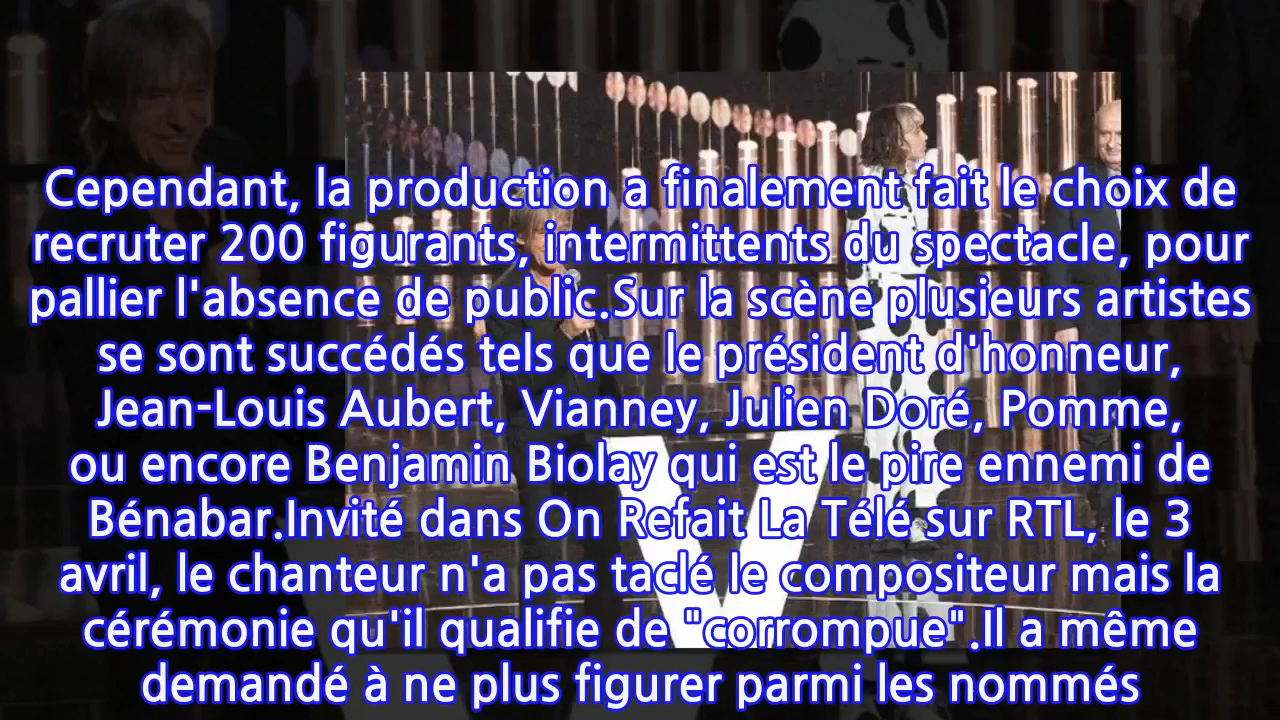 Cependant, la production a finalement fait le choix de
recruter 200 figurants, intermittents du spectacle, pour
pallier l'absence de public.Sur la scène plusieurs artistes
se sont succédés tels que le président d'honneur,
Jean-Louis Aubert, Vianney, Julien Doré, Pomme,
ou encore Benjamin Biolay qui est le pire ennemi de
Bénabar.Invité dans On Refait La Télé sur RTL, le 3
avril, le chanteur n'a pas taclé le compositeur mais la
cérémonie qu'il qualifie de "corrompue".Il a même
demandé à ne plus figurer parmi les nommés